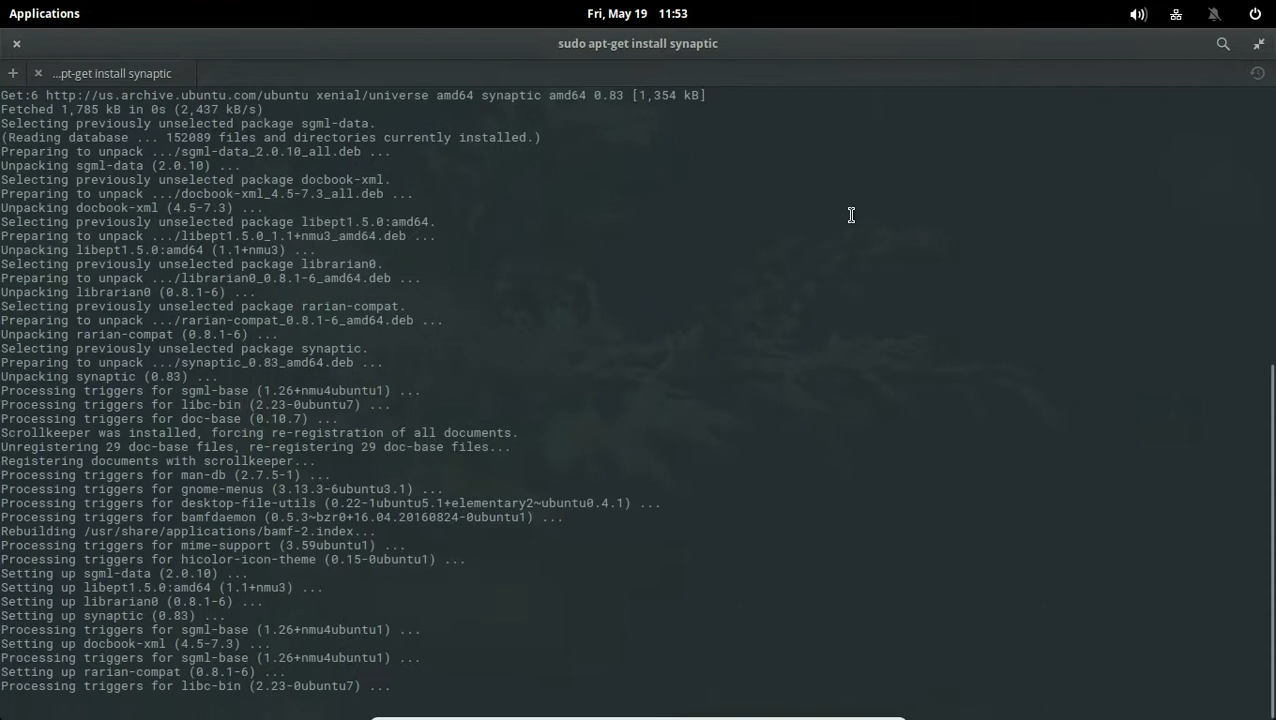 Applications
Fri, May 19 11:53
sudo apt-get install synaptic
...pt-get install synaptic
Get:6 http://us.archive.ubuntu.com/ubuntu xenial/universe amd64 synaptic amd64 0.83 [1,354 kB]
Fetched 1,785 kB in 0s (2,437 kB/s)
Selecting previously unselected package sgml-data.
(Reading database ... 152089 files and directories currently installed.)
Preparing to unpack .../sgml-data_2.0.10_all.deb ...
Unpacking sgml-data (2.0.10) ...
Selecting previously unselected package docbook-xml.
Preparing to unpack .../docbook-xml_4.5-7.3_all.deb ...
Unpacking docbook-xml (4.5-7.3) ...
Selecting previously unselected package libept1.5.0:amd64.
Preparing to unpack .../libept1.5.0_1.1+nmu3_amd64.deb ...
Unpacking libept1.5.0:amd64 (1.1+nmu3) ...
Selecting previously unselected package librarian0.
Preparing to unpack .../librarian0_0.8.1-6_amd64.deb ...
Unpacking librarian0 (0.8.1-6) ...
Selecting previously unselected package rarian-compat.
Preparing to unpack .../rarian-compat_0.8.1-6_amd64.deb ...
Unpacking rarian-compat (0.8.1-6) ...
Selecting previously unselected package synaptic.
Preparing to unpack .../synaptic_0.83_amd64.deb ...
Unpacking synaptic (0.83) ...
Processing triggers for sgml-base (1.26+nmu4ubuntu1) ...
Processing triggers for libc-bin (2.23-0ubuntu7) ...
Processing triggers for doc-base (0.10.7) ...
Scrollkeeper was installed, forcing re-registration of all documents.
Unregistering 29 doc-base files, re-registering 29 doc-base files...
Registering documents with scrollkeeper...
Processing triggers for man-db (2.7.5-1) ...
Processing triggers for gnome-menus (3.13.3-6ubuntu3.1) ...
Processing triggers for desktop-file-utils (0.22-1ubuntu5.1+elementary2~ubuntu0.4.1) ...
Processing triggers for bamfdaemon (0.5.3~bzr0+16.04.20160824-0ubuntu1) ...
Rebuilding /usr/share/applications/bamf-2.index...
Processing triggers for mime-support (3.59ubuntu1) ...
Processing triggers for hicolor-icon-theme (0.15-0ubuntu1) ...
Setting up sgml-data (2.0.10) ...
Setting up libept1.5.0:amd64 (1.1+nmu3) ...
Setting up librarian0 (0.8.1-6) ...
Setting up synaptic (0.83) ...
Processing triggers for sgml-base (1.26+nmu4ubuntu1) ...
Setting up docbook-xml (4.5-7.3) ...
Processing triggers for sgml-base (1.26+nmu4ubuntu1) ...
Setting up rarian-compat (0.8.1-6) ...
Processing triggers for libc-bin (2.23-0ubuntu7) ...